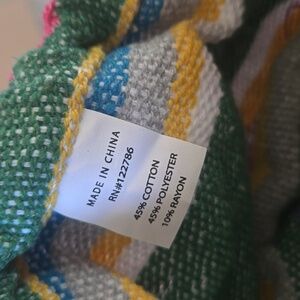 MADE IN CHINA
RN#122786
45% COTTON
45% POLYESTER
10% RAYON